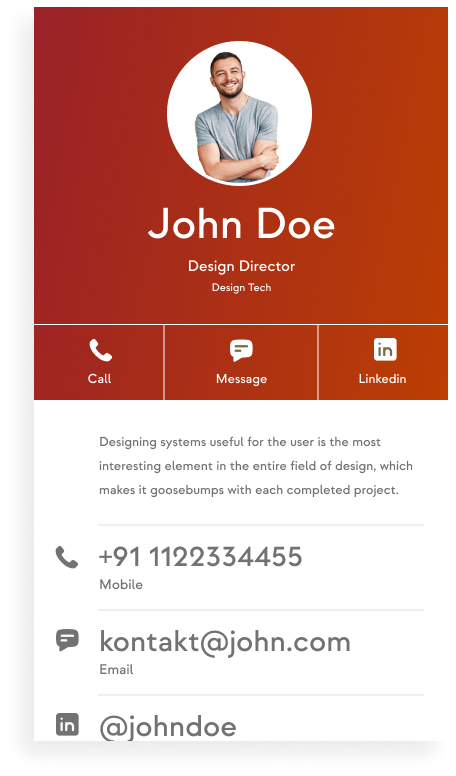 John Doe
Design Director
Design Tech
Call
Message
Linkedin
Designing systems useful for the user is the most
interesting element in the entire field of design, which
makes it goosebumps with each completed project.
+91 1122334455
Mobile
kontakt@john.com
Email
in
@johndoe